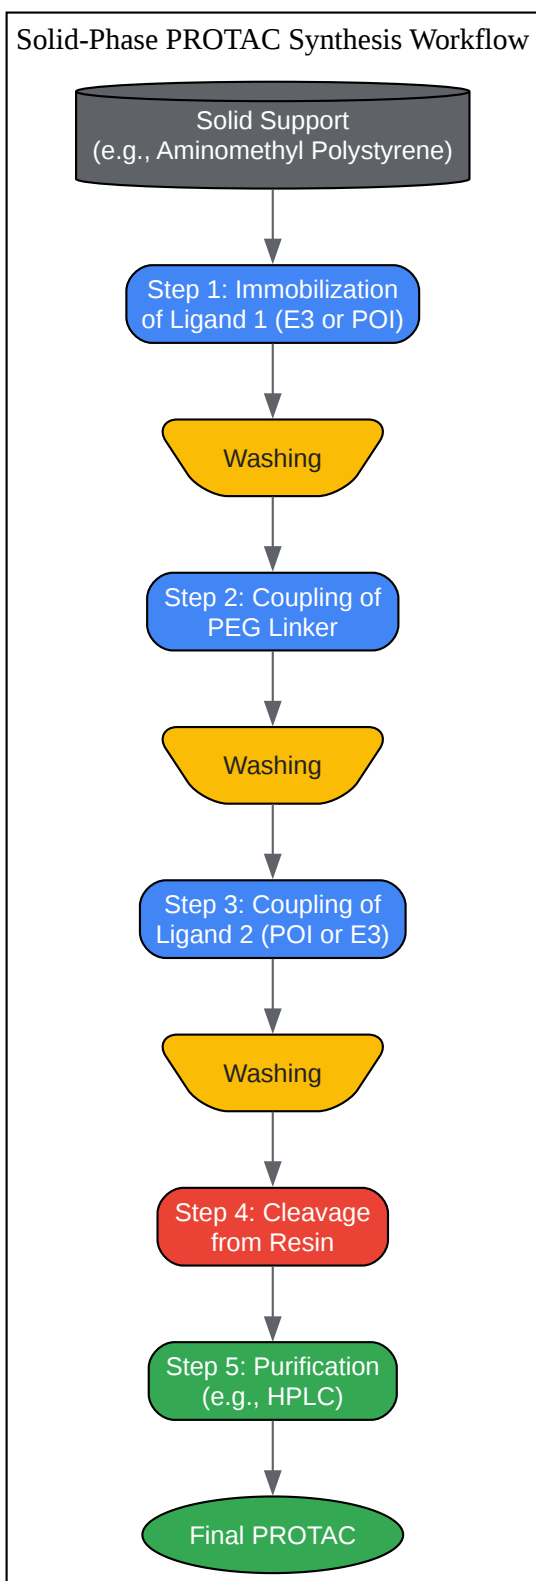 Solid-Phase PROTAC Synthesis Workflow
Solid Support
(e.g., Aminomethyl Polystyrene)
Step 1: Immobilization
of Ligand 1 (E3 or POI)
Washing
Step 2: Coupling of
PEG Linker
Washing
Step 3: Coupling of
Ligand 2 (POI or E3)
Washing
Step 4: Cleavage
from Resin
Step 5: Purification
(e.g., HPLC)
Final PROTAC